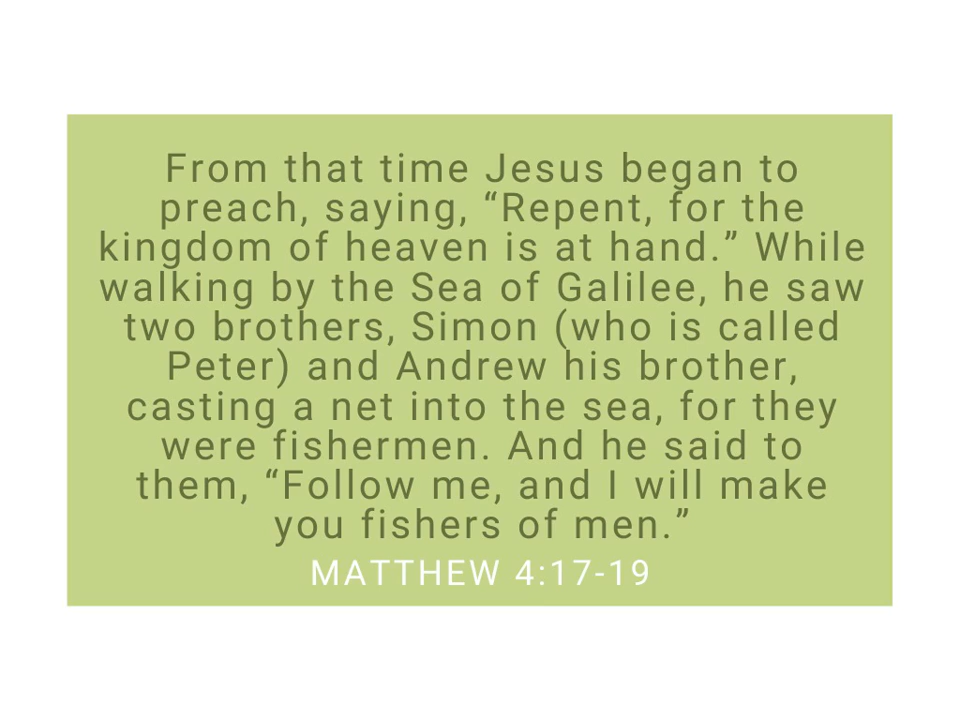 From that time Jesus began to
preach, saying, “Repent, for the
kingdom of heaven is at hand.” While
walking by the Sea of Galilee, he saw
two brothers, Simon (who is called
Peter) and Andrew his brother,
casting a net into the sea, for they
were fishermen. And he said to
them, “Follow me, and I will make
you fishers of men.”
MATTHEW 4:17-19